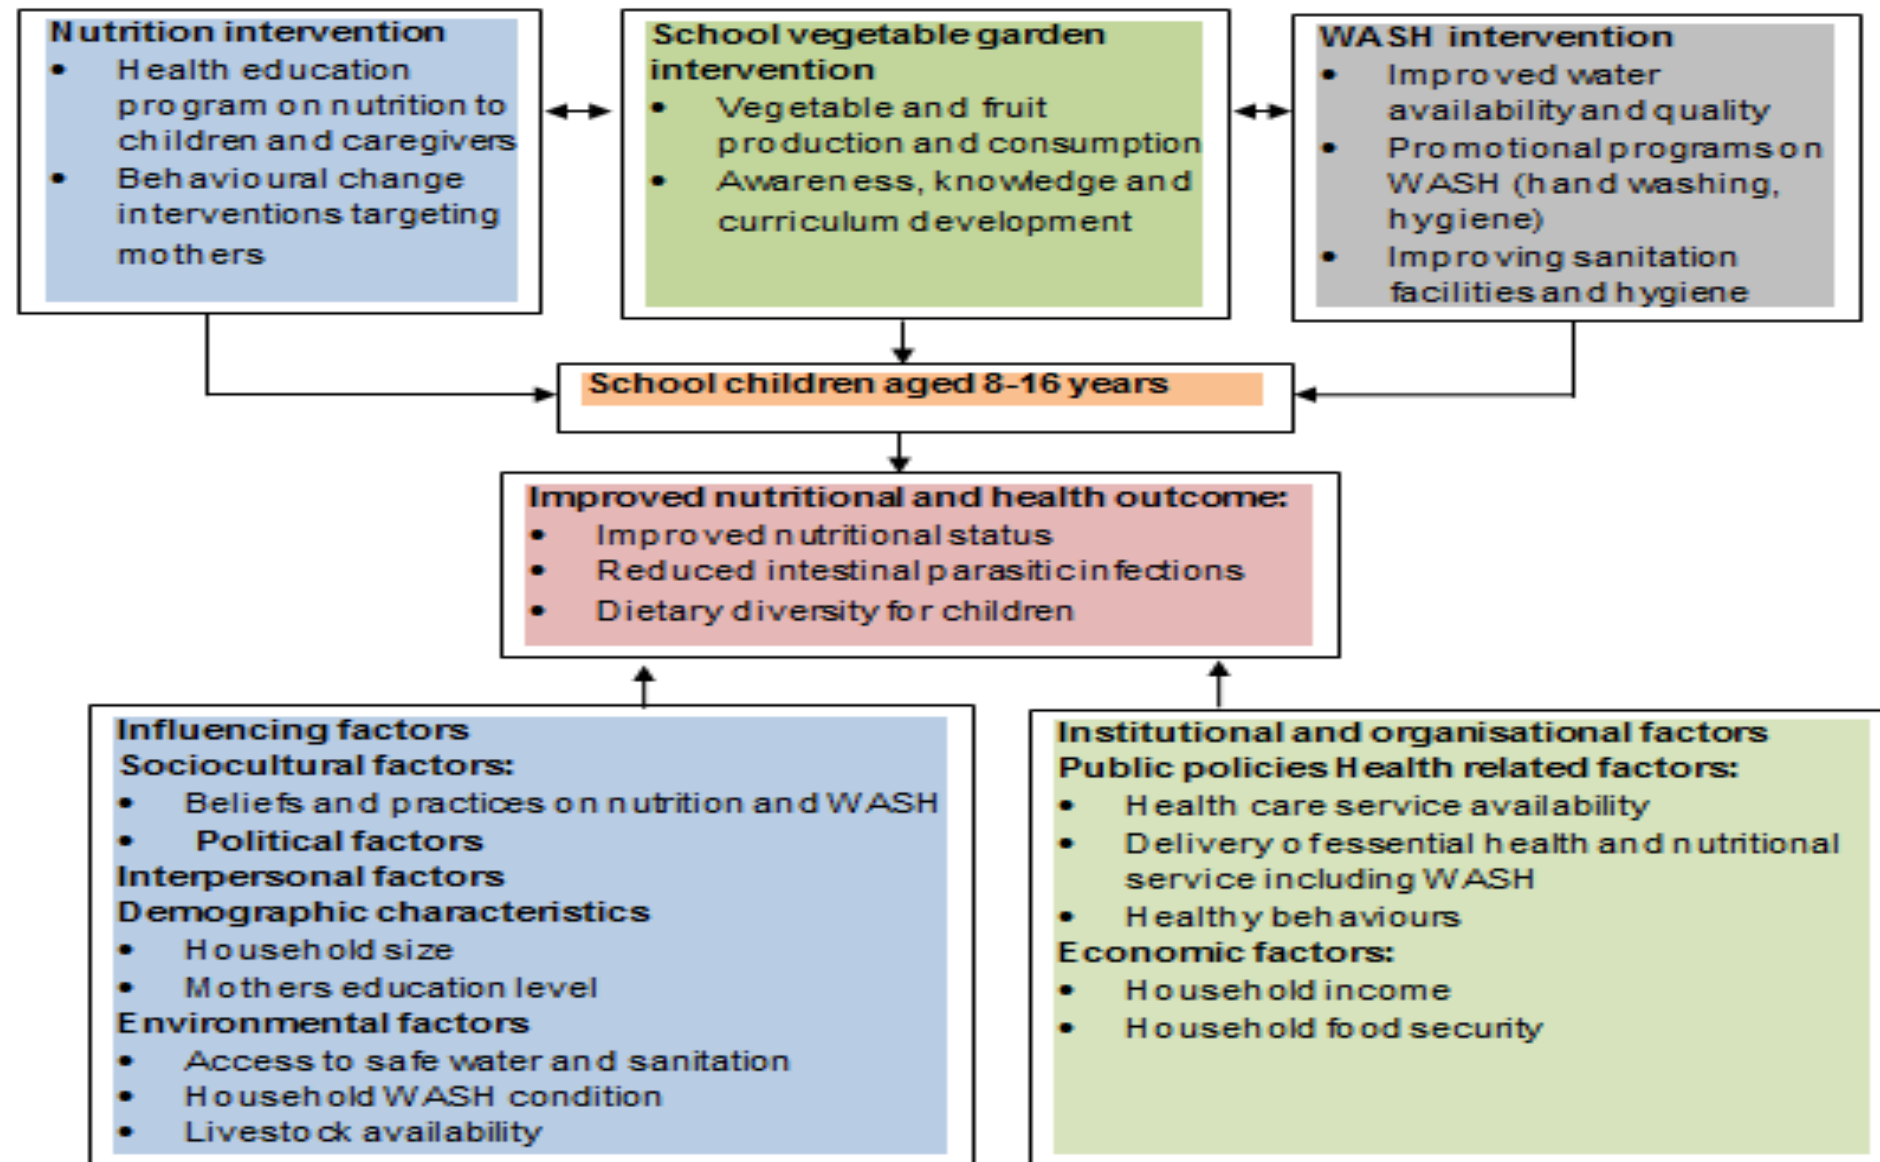 Nutrition intervention
• Health education
program on nutrition to
children and caregivers
• Behavioural change
interventions targeting
mothers
School vegetable garden
intervention
• Vegetable and fruit
production and consumption
• Awareness, knowledge and
curriculum development
WASH intervention
• Improved water
availability and quality
• Promotional programs on
WASH (hand washing,
hygiene)
• Improving sanitation
facilities and hygiene
School children aged 8-16 years
Improved nutritional and health outcome:
• Improved nutritional status
• Reduced intestinal parasitic infections
• Dietary diversity for children
Influencing factors
Sociocultural factors:
• Beliefs and practices on nutrition and WASH
• Political factors
Interpersonal factors
Demographic characteristics
• Household size
• Mothers education level
Environmental factors
• Access to safe water and sanitation
• Household WASH condition
• Livestock availability
Institutional and organisational factors
Public policies Health related factors:
• Health care service availability
• Delivery of essential health and nutritional
service including WASH
• Healthy behaviours
Economic factors:
• Household income
• Household food security